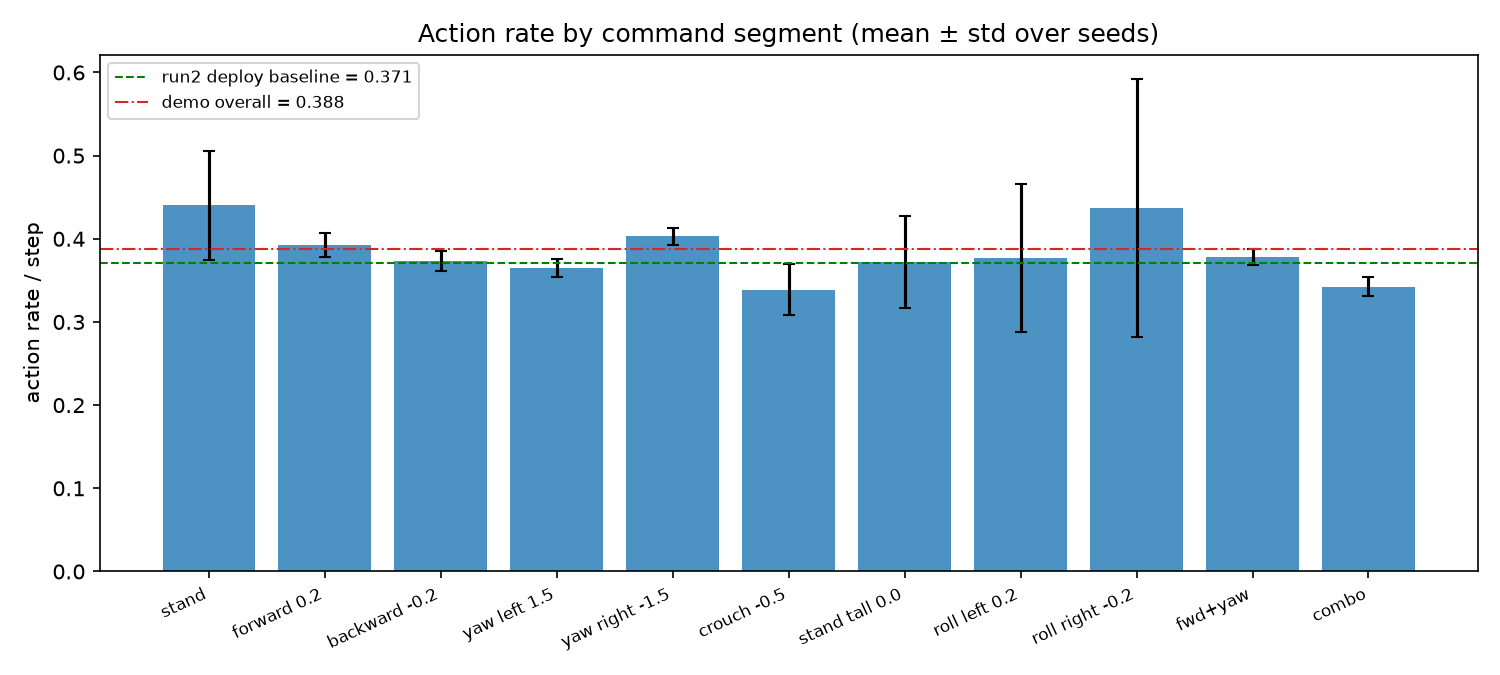 Action rate by command segment (mean ± std over seeds)
run2 deploy baseline = 0.371
demo overall = 0.388
action rate / step
0.6
0.5
0.4
0.3
0.2
0.1
0.0
stand
forward 0.2
backward -0.2
yaw left 1.5
yaw right -1.5
crouch -0.5
stand tall 0.0
roll left 0.2
roll right -0.2
fwd+yaw
combo